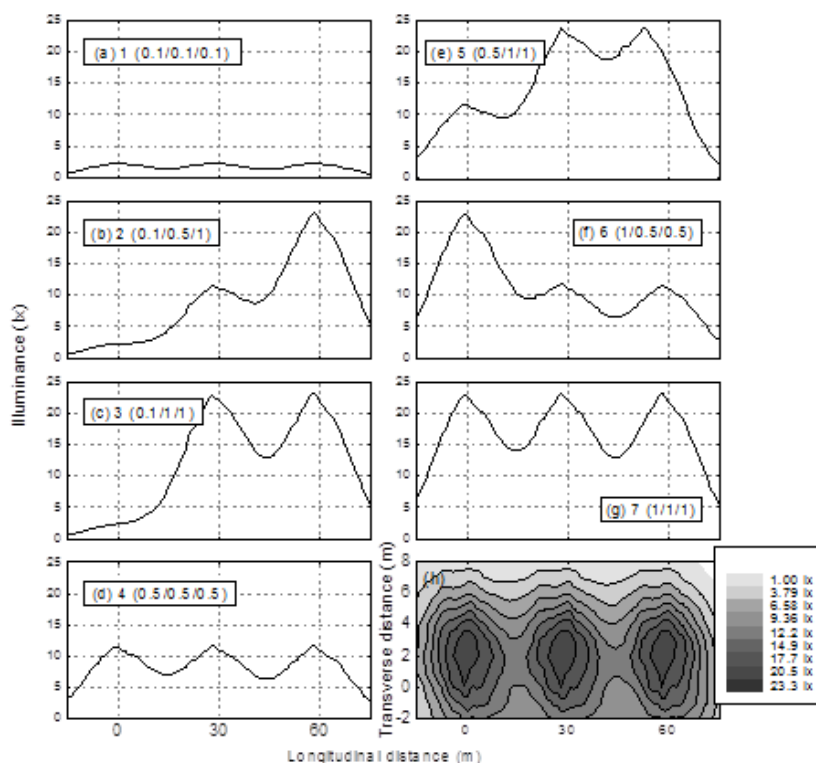 25
20
15
10
5
0
(a) 1 (0.1/0.1/0.1)
25
20
15
10
5
0
(e) 5 (0.5/1/1)
25
20
15
10
5
0
(b) 2 (0.1/0.5/1)
25
20
15
10
5
0
(f) 6 (1/0.5/0.5)
Illuminance (lx)
25
20
15
10
5
0
(c) 3 (0.1/1/1)
25
20
15
10
5
0
(g) 7 (1/1/1)
25
20
15
10
5
0
(d) 4 (0.5/0.5/0.5)
0 30 60
Transverse distance (m)
8
6
4
2
0
-2
(h)
0 30 60
1.00 lx
3.79 lx
6.58 lx
9.36 lx
12.2 lx
14.9 lx
17.7 lx
20.5 lx
23.3 lx
Longitudinal distance (m)